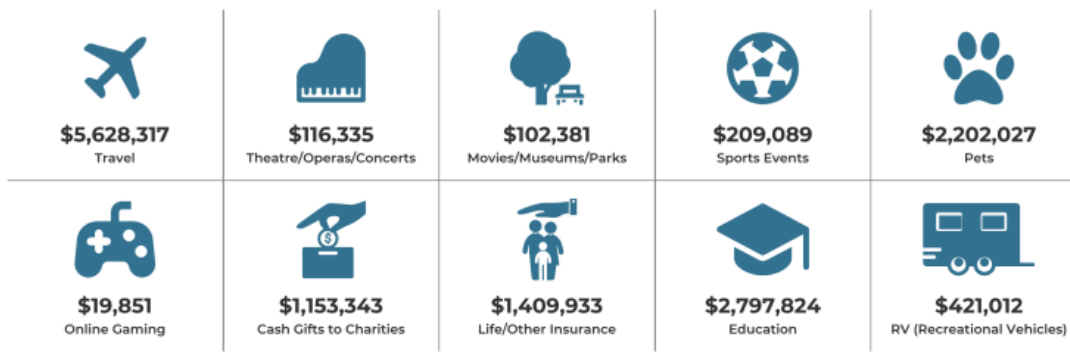 $5,628,317
Travel
$116,335
Theatre/Operas/Concerts
$102,381
Movies/Museums/Parks
$209,089
Sports Events
$2,202,027
Pets
$19,851
Online Gaming
$
$1,153,343
Cash Gifts to Charities
$1,409,933
Life/Other Insurance
$2,797,824
Education
$421,012
RV (Recreational Vehicles)